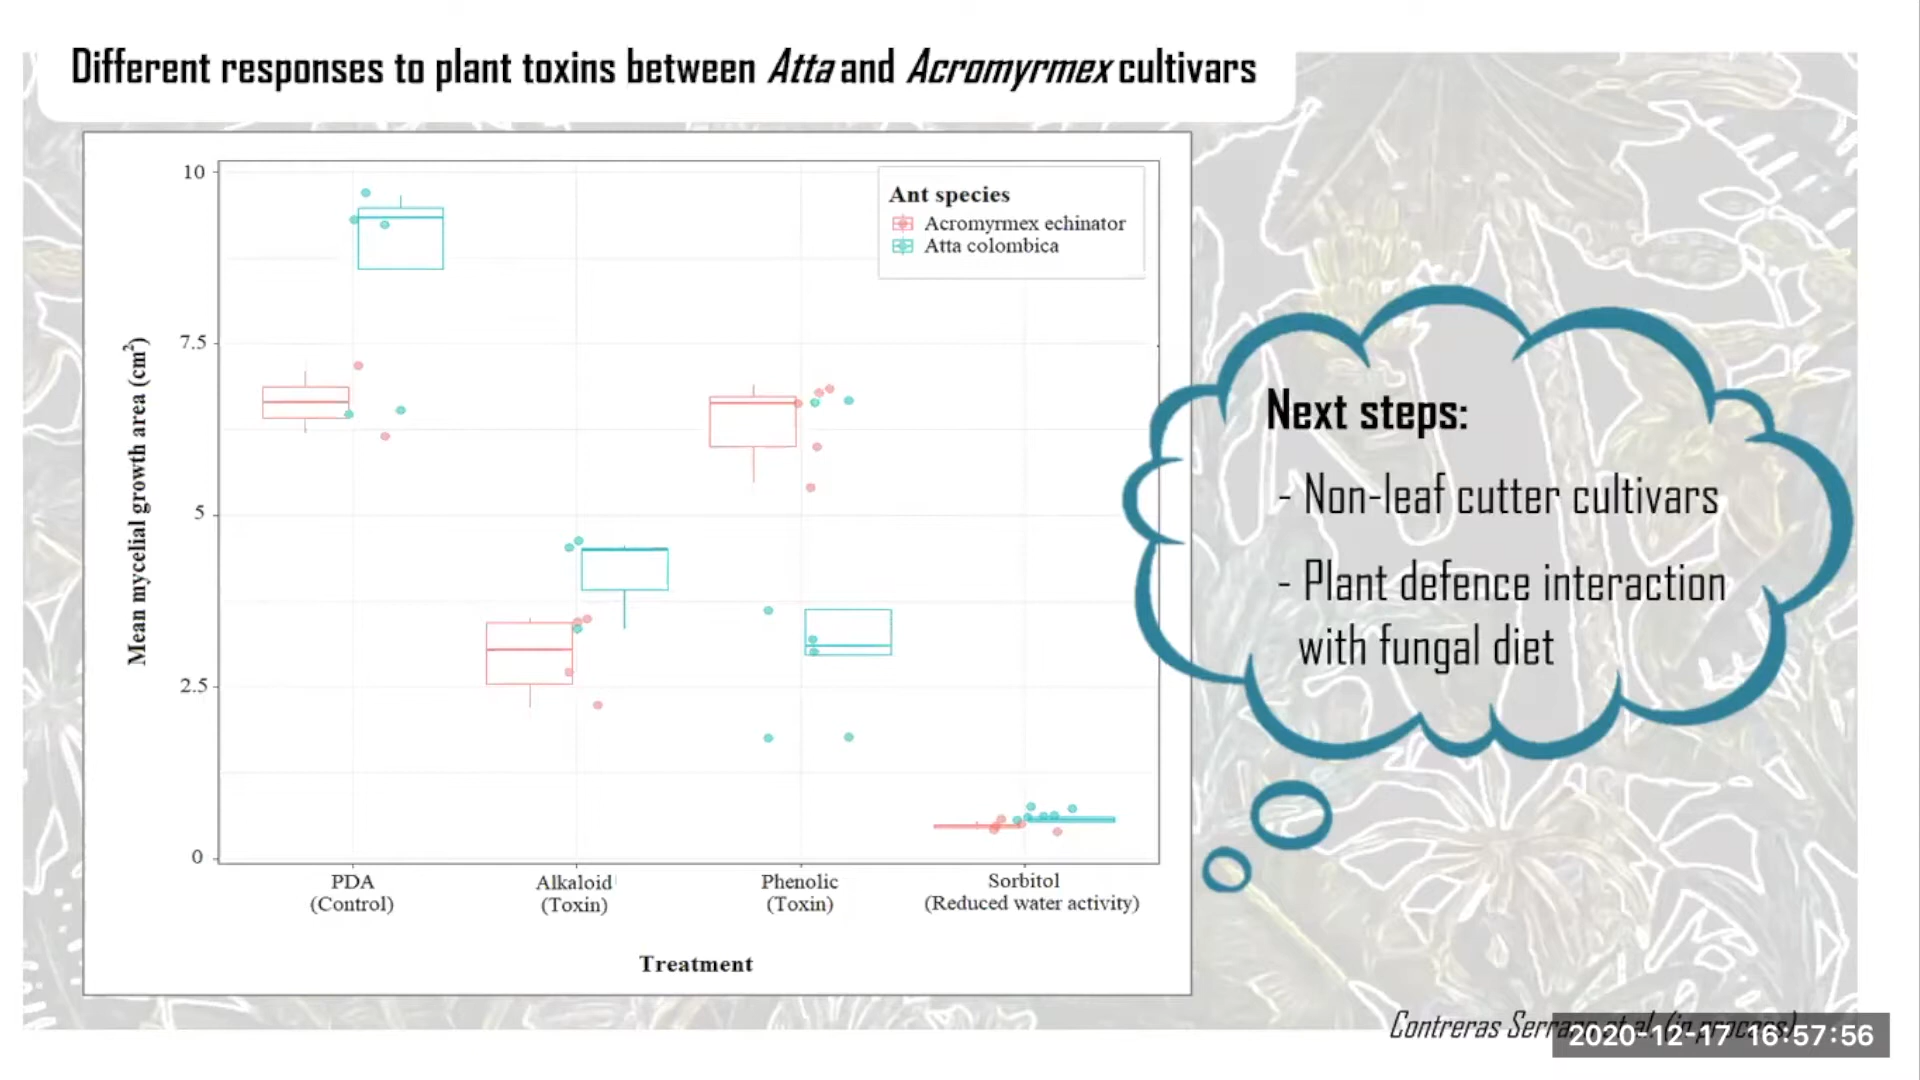 Different responses to plant toxins between Atta and Acromyrmex cultivars
10
7.5
5
2.5
0
Mean mycelial growth area (cm²)
Ant species
Acromyrmex echinator
Atta colombica
PDA
(Control)
Alkaloid
(Toxin)
Phenolic
(Toxin)
Sorbitol
(Reduced water activity)
Treatment
Next steps:
- Non-leaf cutter cultivars
- Plant defence interaction
with fungal diet
Contreras
2020-12-17 16:57:56